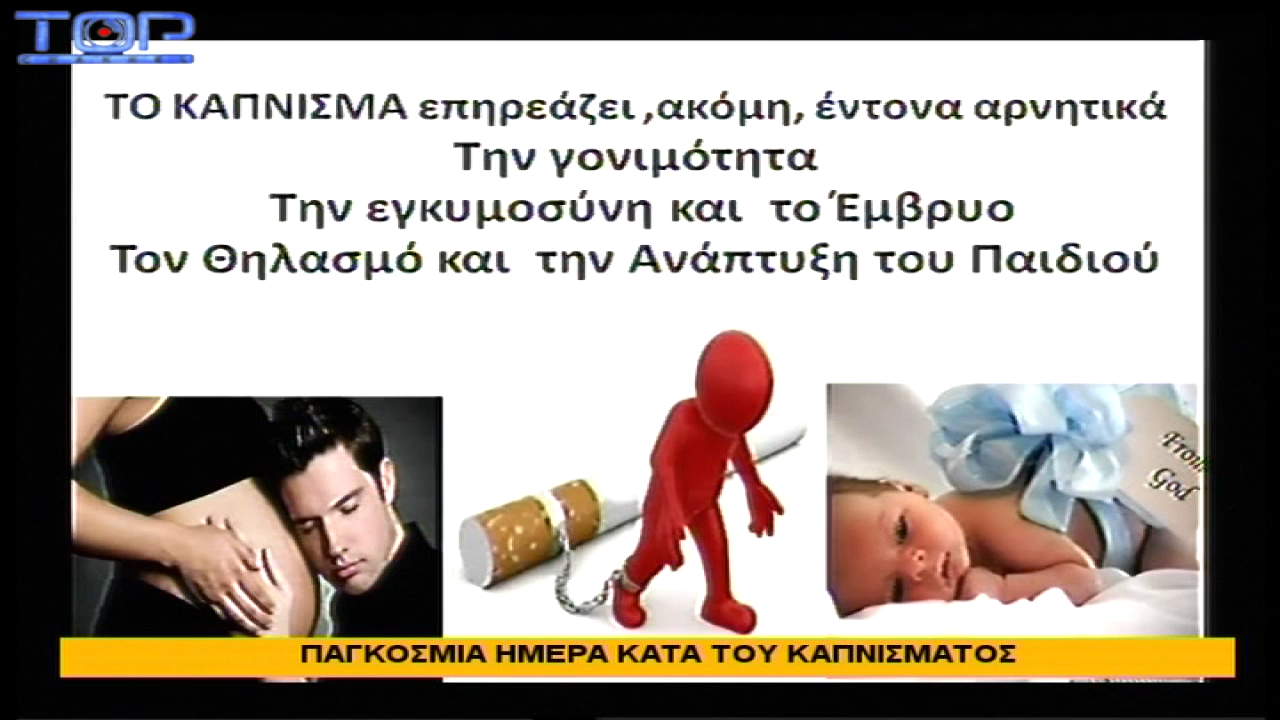 TOP
CHANNEL
ΤΟ ΚΑΠΝΙΣΜΑ επηρεάζει ,ακόμη, έντονα αρνητικά
Την γονιμότητα
Την εγκυμοσύνη και το Έμβρυο
Τον Θηλασμό και την Ανάπτυξη του Παιδιού
From
God
ΠΑΓΚΟΣΜΙΑ ΗΜΕΡΑ ΚΑΤΑ ΤΟΥ ΚΑΠΝΙΣΜΑΤΟΣ